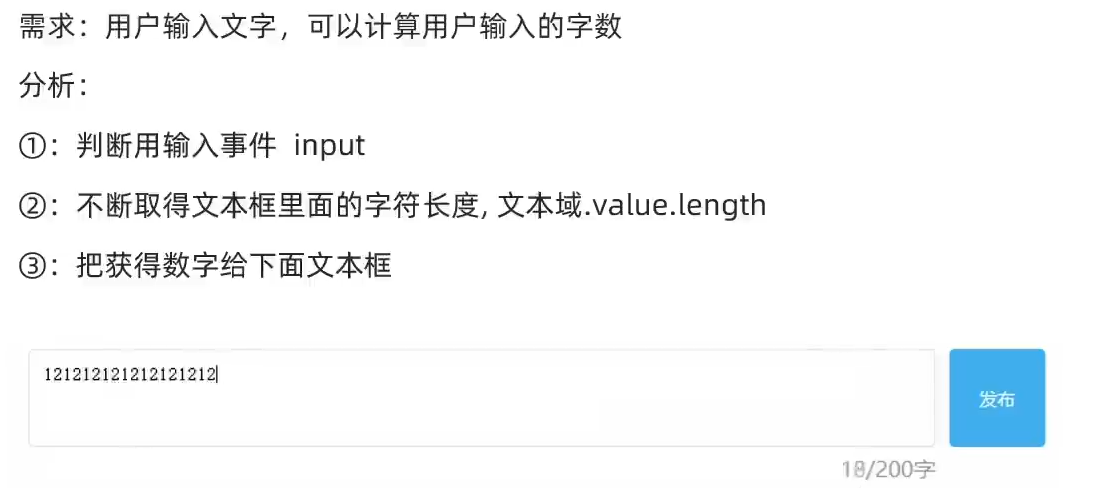 需求：用户输入文字，可以计算用户输入的字数
分析：
①：判断用输入事件 input
②：不断取得文本框里面的字符长度, 文本域.value.length
③：把获得数字给下面文本框
121212121212121212
发布
/200字